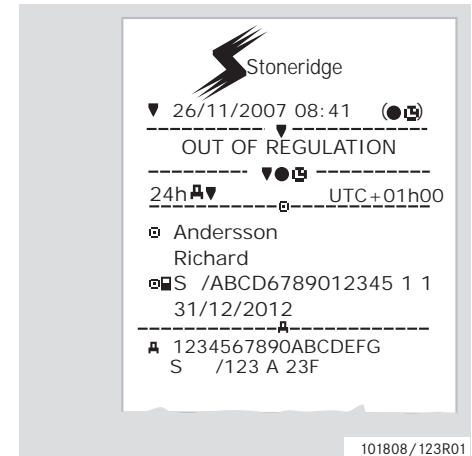 Stoneridge
▼ 26/11/2007 08:41 (●)
OUT OF REGULATION
24h▼ UTC+01h00
Andersson
Richard
S /ABCD6789012345 1 1
31/12/2012
1234567890ABCDEFG
S /123 A 23F
101808/123R01